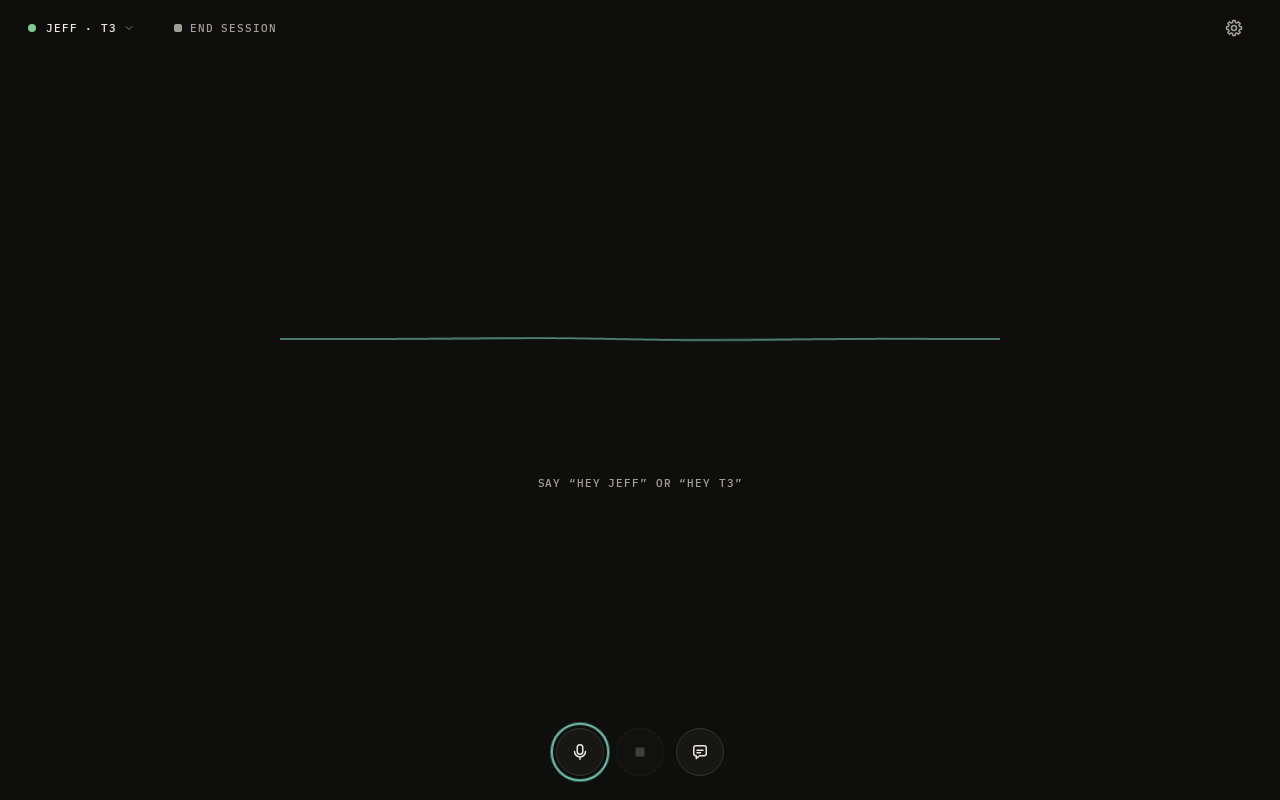 JEFF · T3
END SESSION
SAY “HEY JEFF” OR “HEY T3”